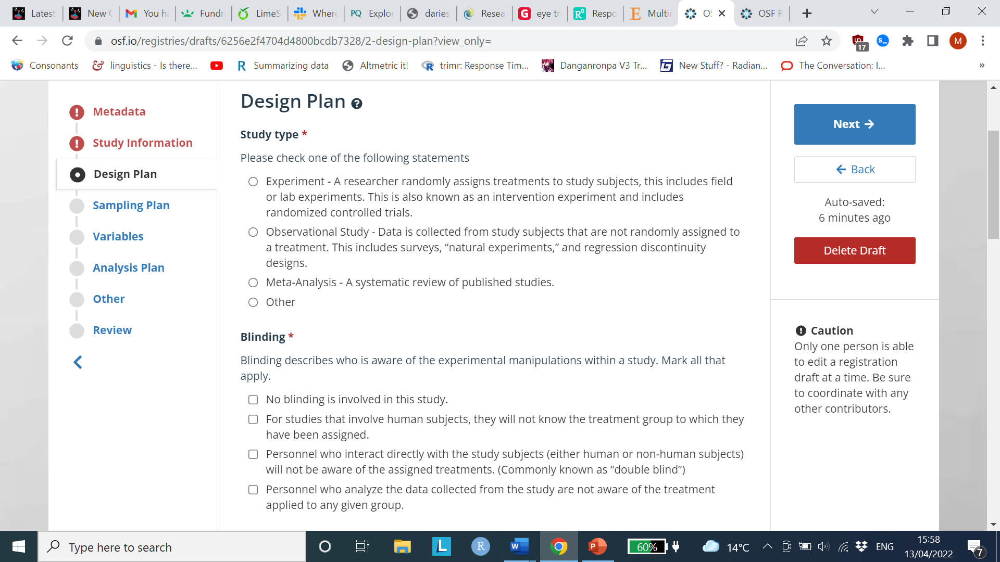 Latest
New
You ha
Fundr
LimeS
Where
PQ Explor
daries
Resea
G eye tr
Respo
E Multir
OSF R
osf.io/registries/drafts/6256e2f4704d4800bcdb7328/2-design-plan?view_only=
17
M
Consonants
linguistics - Is there...
R Summarizing data
Altmetric it!
trimr: Response Tim...
Danganronpa V3 Tr...
New Stuff? - Radian...
The Conversation: I...
»
Metadata
Study Information
Design Plan
Sampling Plan
Variables
Analysis Plan
Other
Review
Design Plan
Study type *
Please check one of the following statements
Experiment - A researcher randomly assigns treatments to study subjects, this includes field
or lab experiments. This is also known as an intervention experiment and includes
randomized controlled trials.
Observational Study - Data is collected from study subjects that are not randomly assigned to
a treatment. This includes surveys, “natural experiments,” and regression discontinuity
designs.
Meta-Analysis - A systematic review of published studies.
Other
Blinding *
Blinding describes who is aware of the experimental manipulations within a study. Mark all that
apply.
No blinding is involved in this study.
For studies that involve human subjects, they will not know the treatment group to which they
have been assigned.
Personnel who interact directly with the study subjects (either human or non-human subjects)
will not be aware of the assigned treatments. (Commonly known as “double blind”)
Personnel who analyze the data collected from the study are not aware of the treatment
applied to any given group.
Next →
← Back
Auto-saved:
6 minutes ago
Delete Draft
Caution
Only one person is able
to edit a registration
draft at a time. Be sure
to coordinate with any
other contributors.
Type here to search
60%
14°C
ENG
15:58
13/04/2022
7